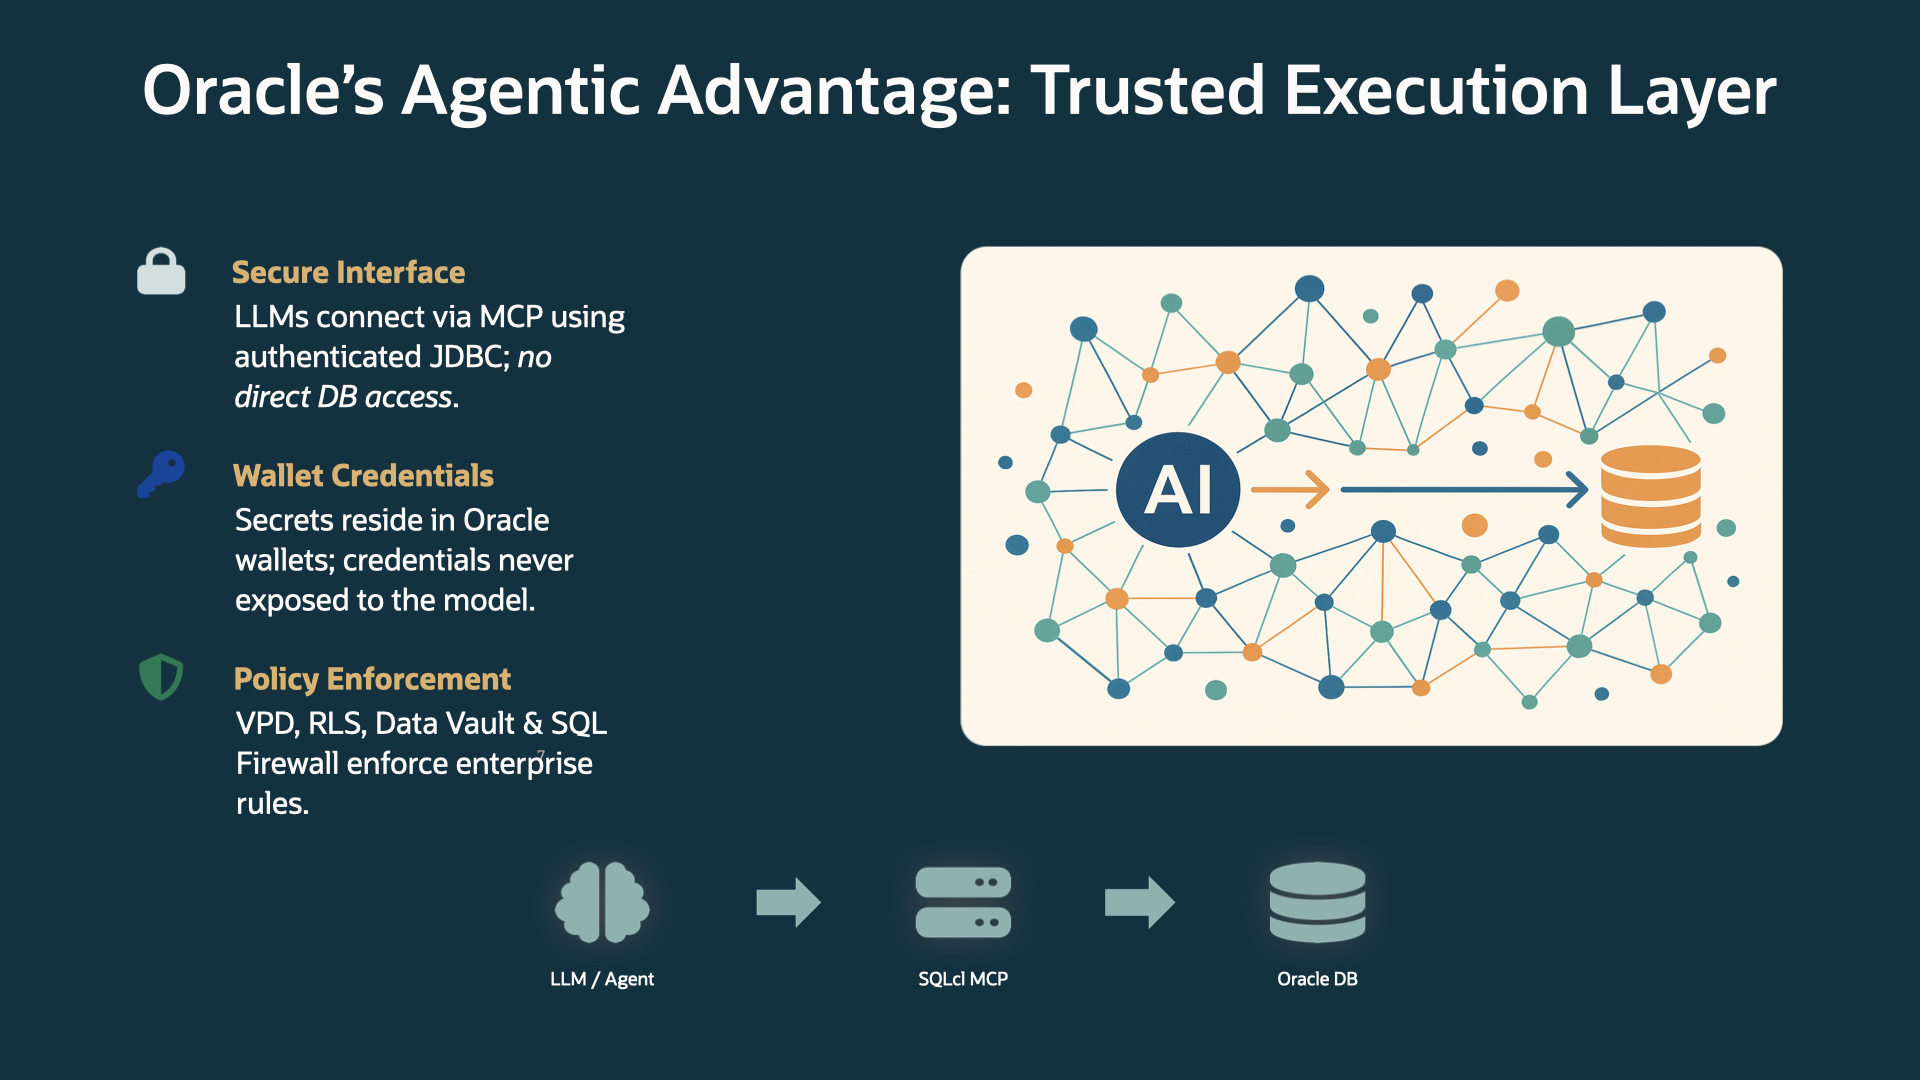 Oracle’s Agentic Advantage: Trusted Execution Layer
Secure Interface
LLMs connect via MCP using
authenticated JDBC; no
direct DB access.
Wallet Credentials
Secrets reside in Oracle
wallets; credentials never
exposed to the model.
Policy Enforcement
VPD, RLS, Data Vault & SQL
Firewall enforce enterprise
rules.
7
AI
LLM / Agent
SQLcl MCP
Oracle DB